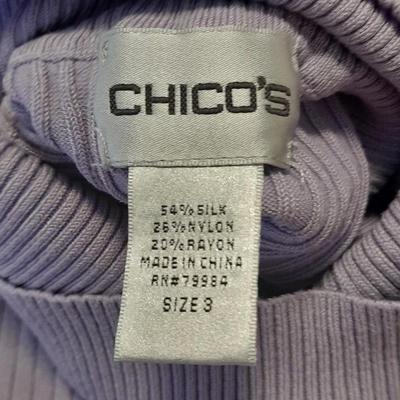 CHICO'S
54% SILK
26% NYLON
20% RAYON
MADE IN CHINA
RN#79984
SIZE 3